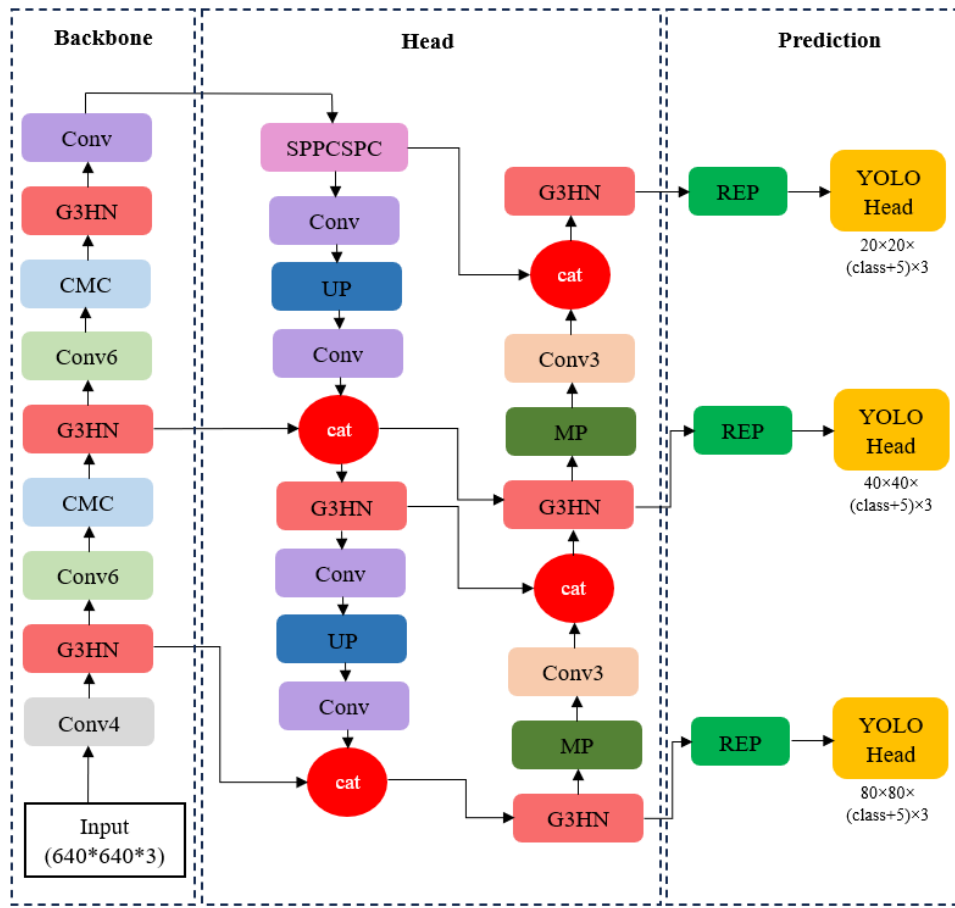 Backbone
Head
Prediction
Conv
G3HN
CMC
Conv6
G3HN
CMC
Conv6
G3HN
Conv4
Input
(640*640*3)
SPPCSPC
Conv
UP
Conv
cat
G3HN
Conv
UP
Conv
cat
G3HN
cat
Conv3
MP
G3HN
cat
Conv3
MP
G3HN
REP
YOLO
Head
20×20×
(class+5)×3
REP
YOLO
Head
40×40×
(class+5)×3
REP
YOLO
Head
80×80×
(class+5)×3